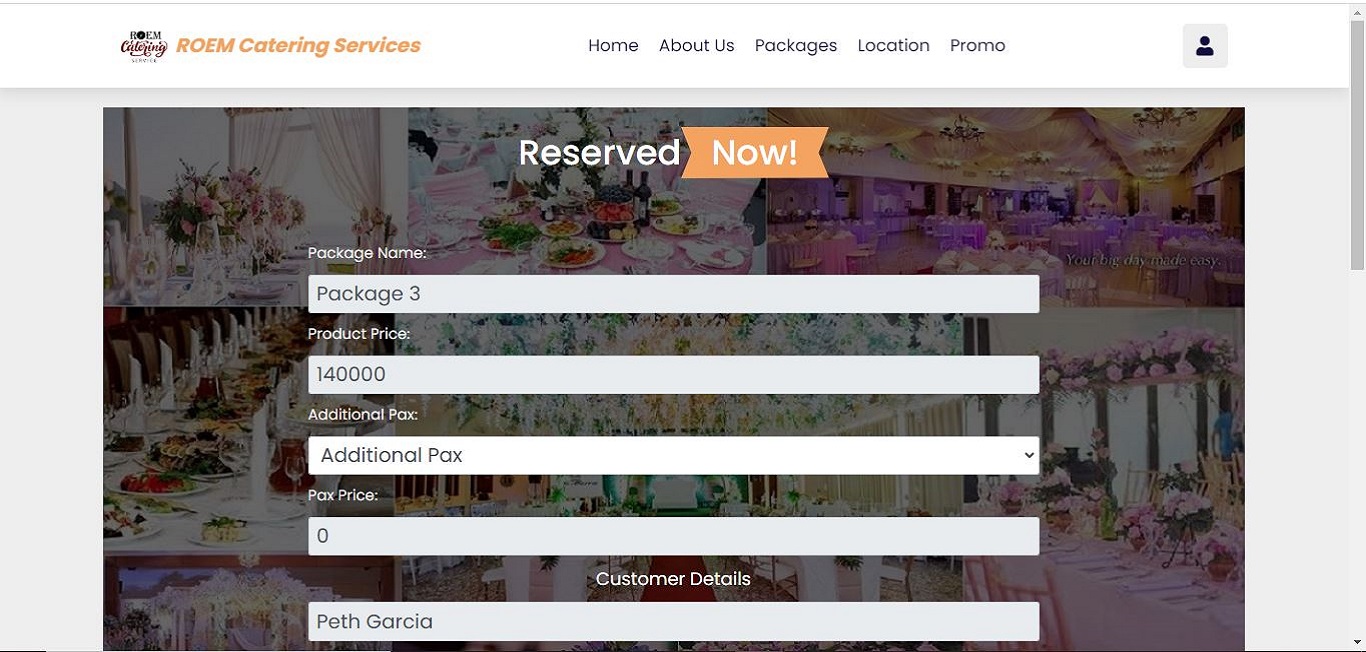 ROEM
Catering
SERVICE
ROEM Catering Services
Home About Us Packages Location Promo
Reserved Now!
Your big day made easy.
Package Name:
Package 3
Product Price:
140000
Additional Pax:
Additional Pax
Pax Price:
0
Customer Details
Peth Garcia